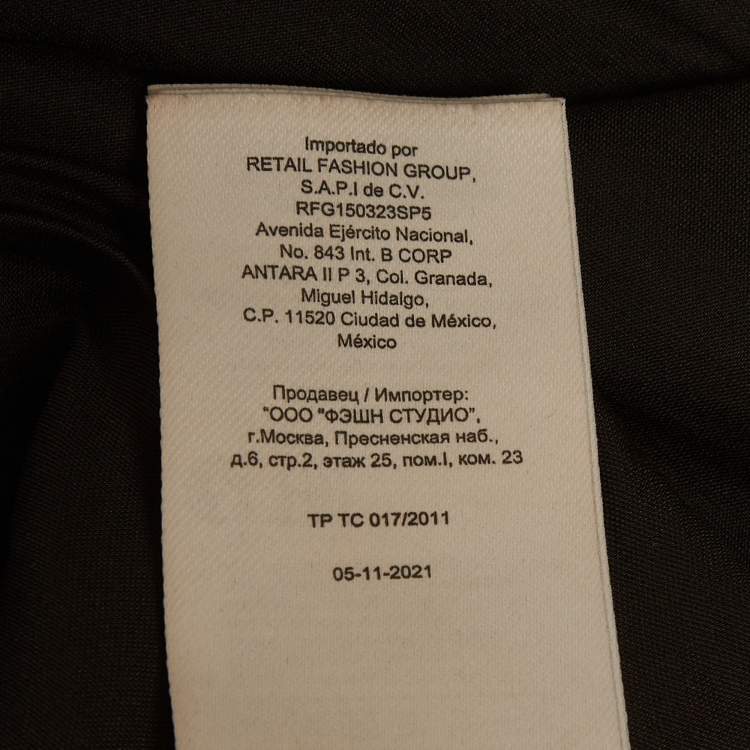 Importado por
RETAIL FASHION GROUP,
S.A.P.I de C.V.
RFG150323SP5
Avenida Ejército Nacional,
No. 843 Int. B CORP
ANTARA II P 3, Col. Granada,
Miguel Hidalgo,
C.P. 11520 Ciudad de México,
México
Продавец / Импортер:
"ООО "ФЭШН СТУДИО",
г.Москва, Пресненская наб.,
д.6, стр.2, этаж 25, пом.I, ком. 23
ТР ТС 017/2011
05-11-2021